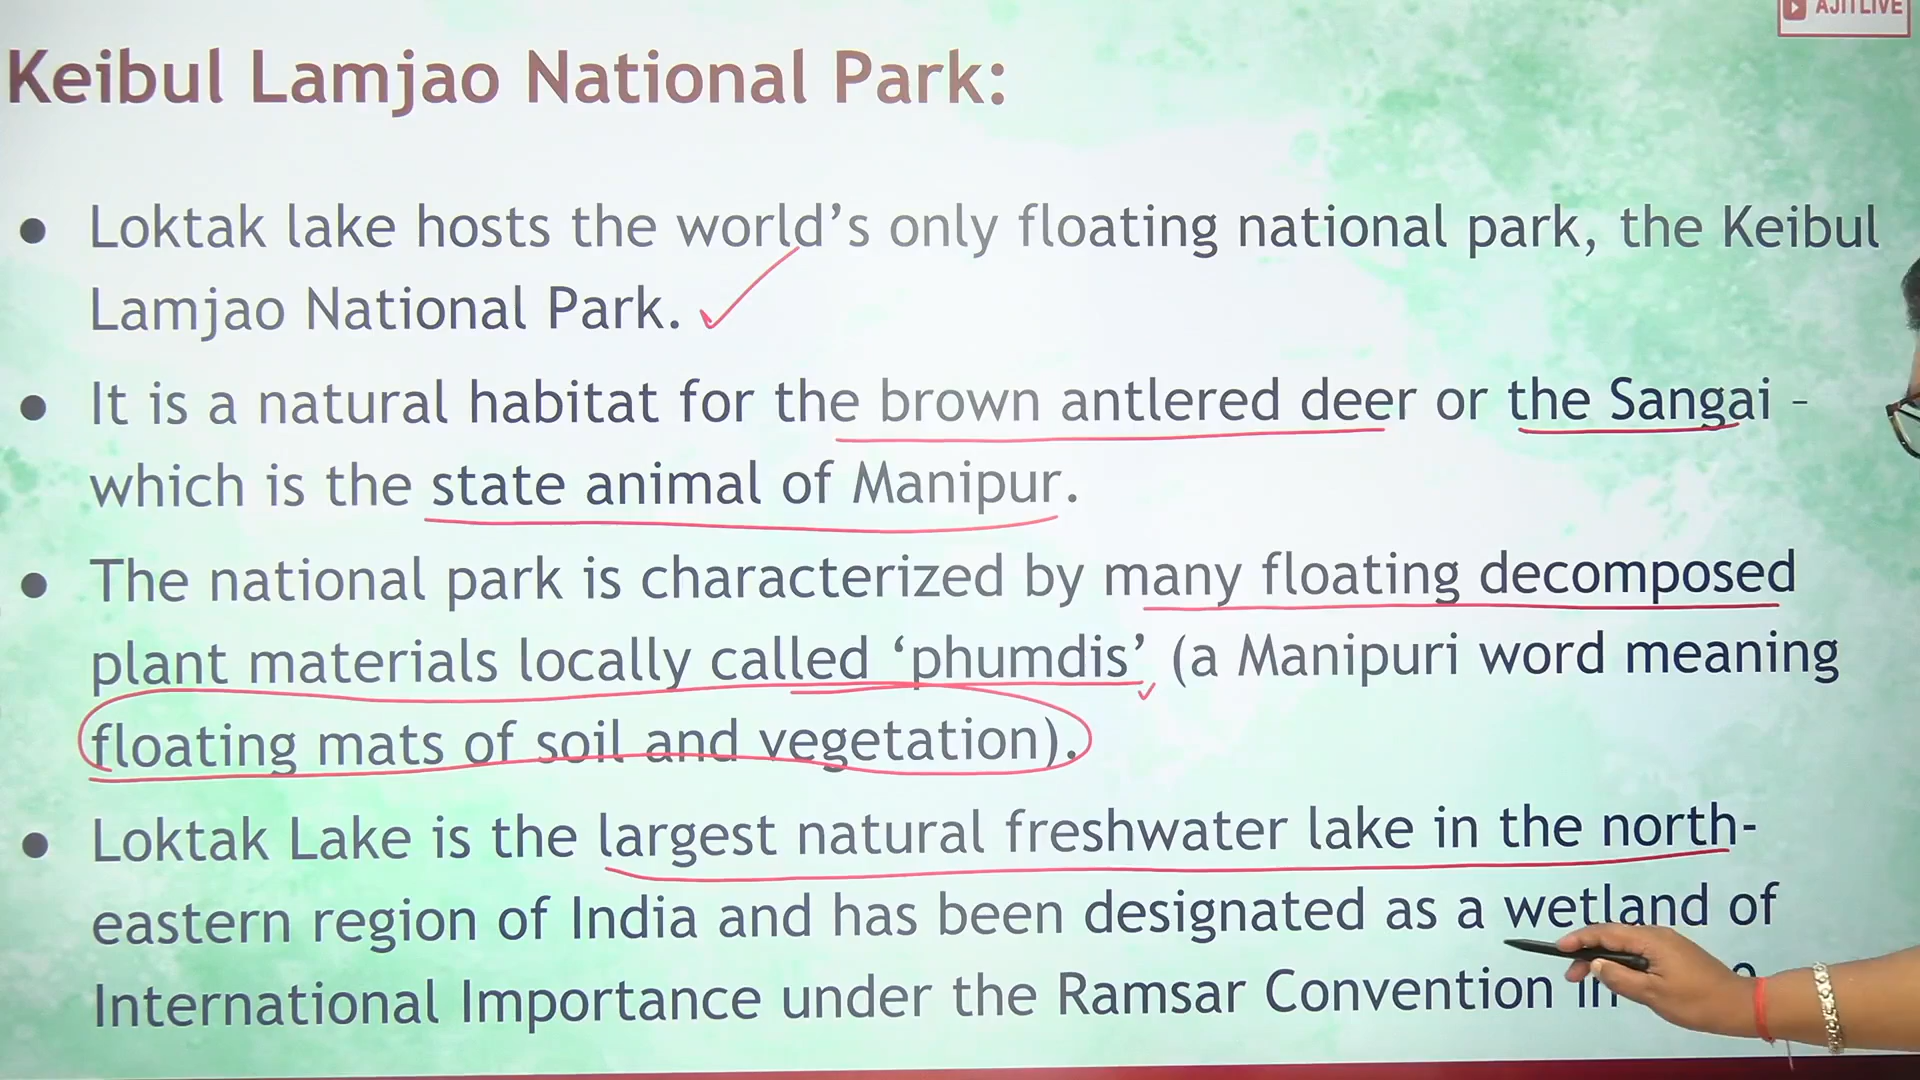 AJIT LIVE
Keibul Lamjao National Park:
● Loktak lake hosts the world’s only floating national park, the Keibul
Lamjao National Park.
● It is a natural habitat for the brown antlered deer or the Sangai –
which is the state animal of Manipur.
● The national park is characterized by many floating decomposed
plant materials locally called ‘phumdis’ (a Manipuri word meaning
floating mats of soil and vegetation).
● Loktak Lake is the largest natural freshwater lake in the north-
eastern region of India and has been designated as a wetland of
International Importance under the Ramsar Convention in